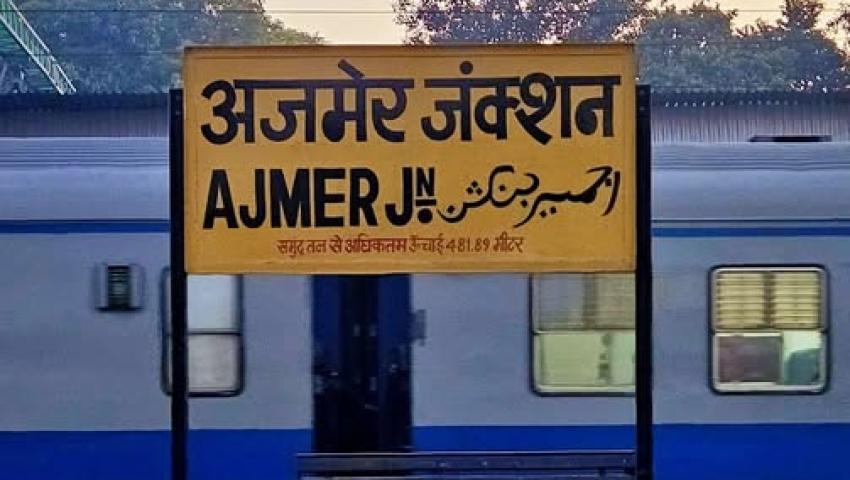 अजमेर जंक्शन
AJMER JN. اجمیر جنکشن
समुद्र तल से अधिकतम ऊँचाई 481.89 मीटर